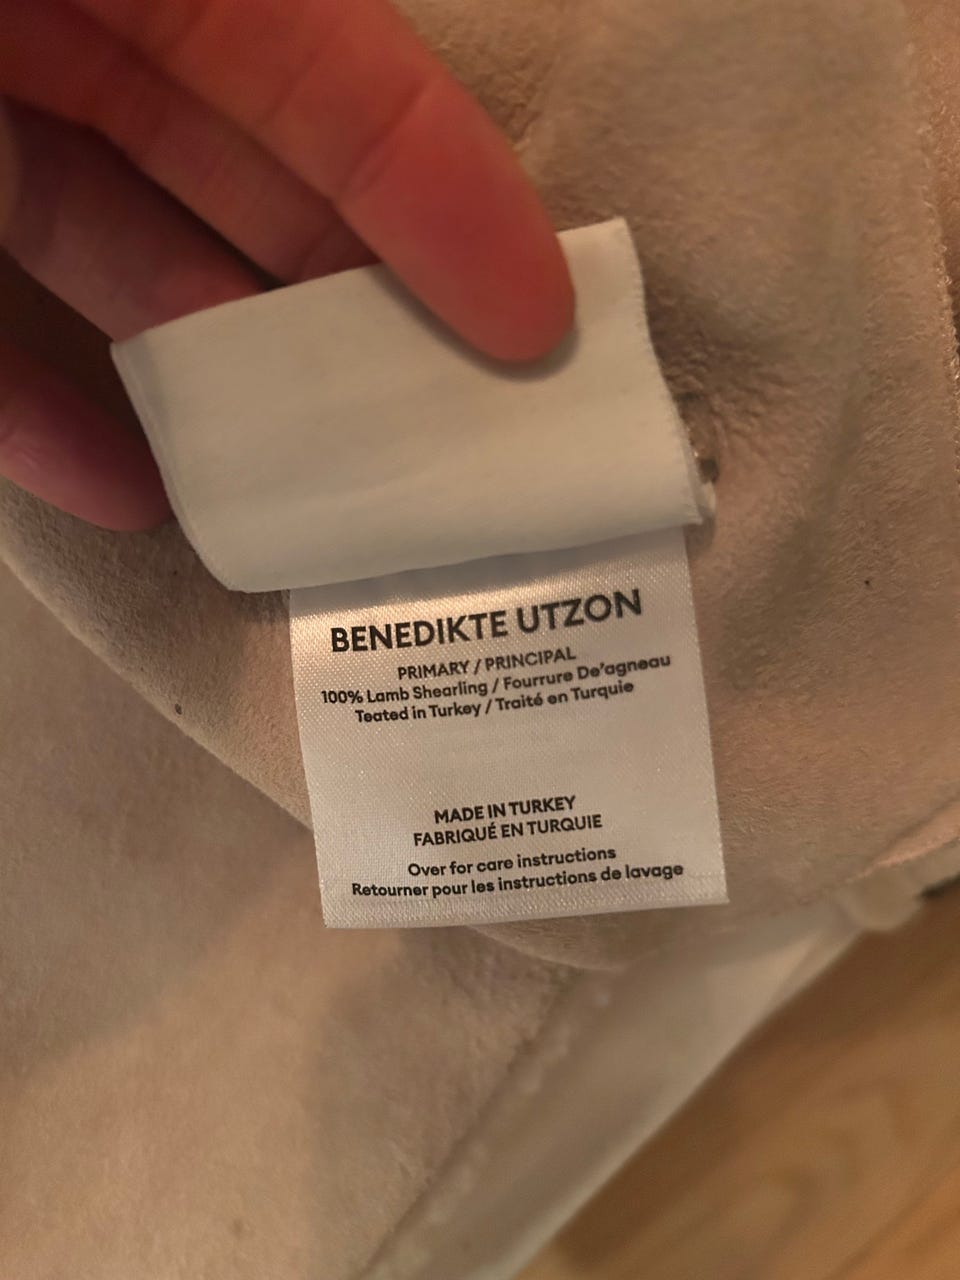 BENEDIKTE UTZON
PRIMARY / PRINCIPAL
100% Lamb Shearling / Fourrure De'agneau
Teated in Turkey / Traité en Turquie
MADE IN TURKEY
FABRIQUÉ EN TURQUIE
Over for care instructions
Retourner pour les instructions de lavage